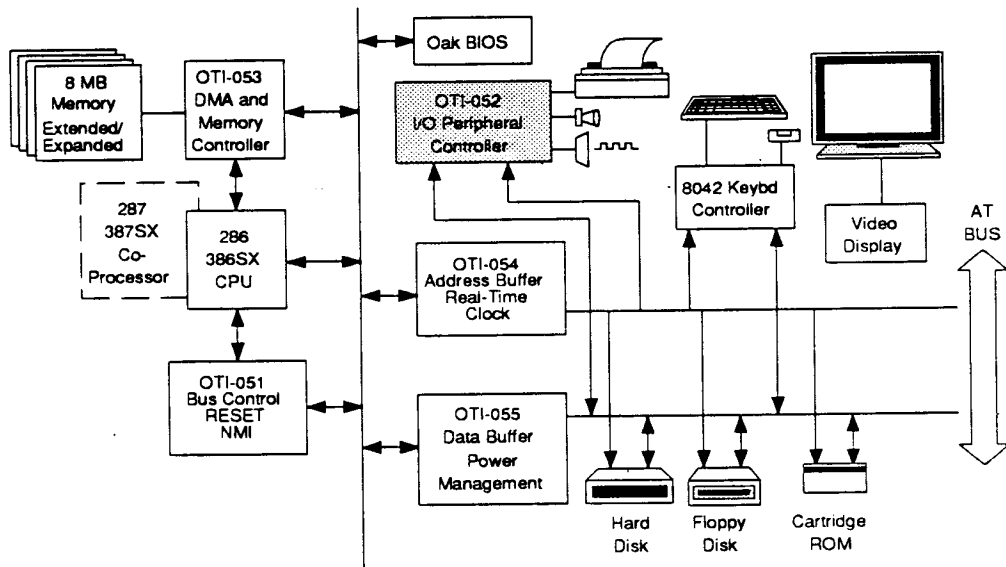 8 MB
Memory
Extended/
Expanded
OTI-053
DMA and
Memory
Controller
287
387SX
Co-
Processor
286
386SX
CPU
OTI-051
Bus Control
RESET
NMI
Oak BIOS
OTI-052
I/O Peripheral
Controller
8042 Keybd
Controller
Video
Display
AT
BUS
OTI-054
Address Buffer
Real-Time
Clock
OTI-055
Data Buffer
Power
Management
Hard
Disk
Floppy
Disk
Cartridge
ROM